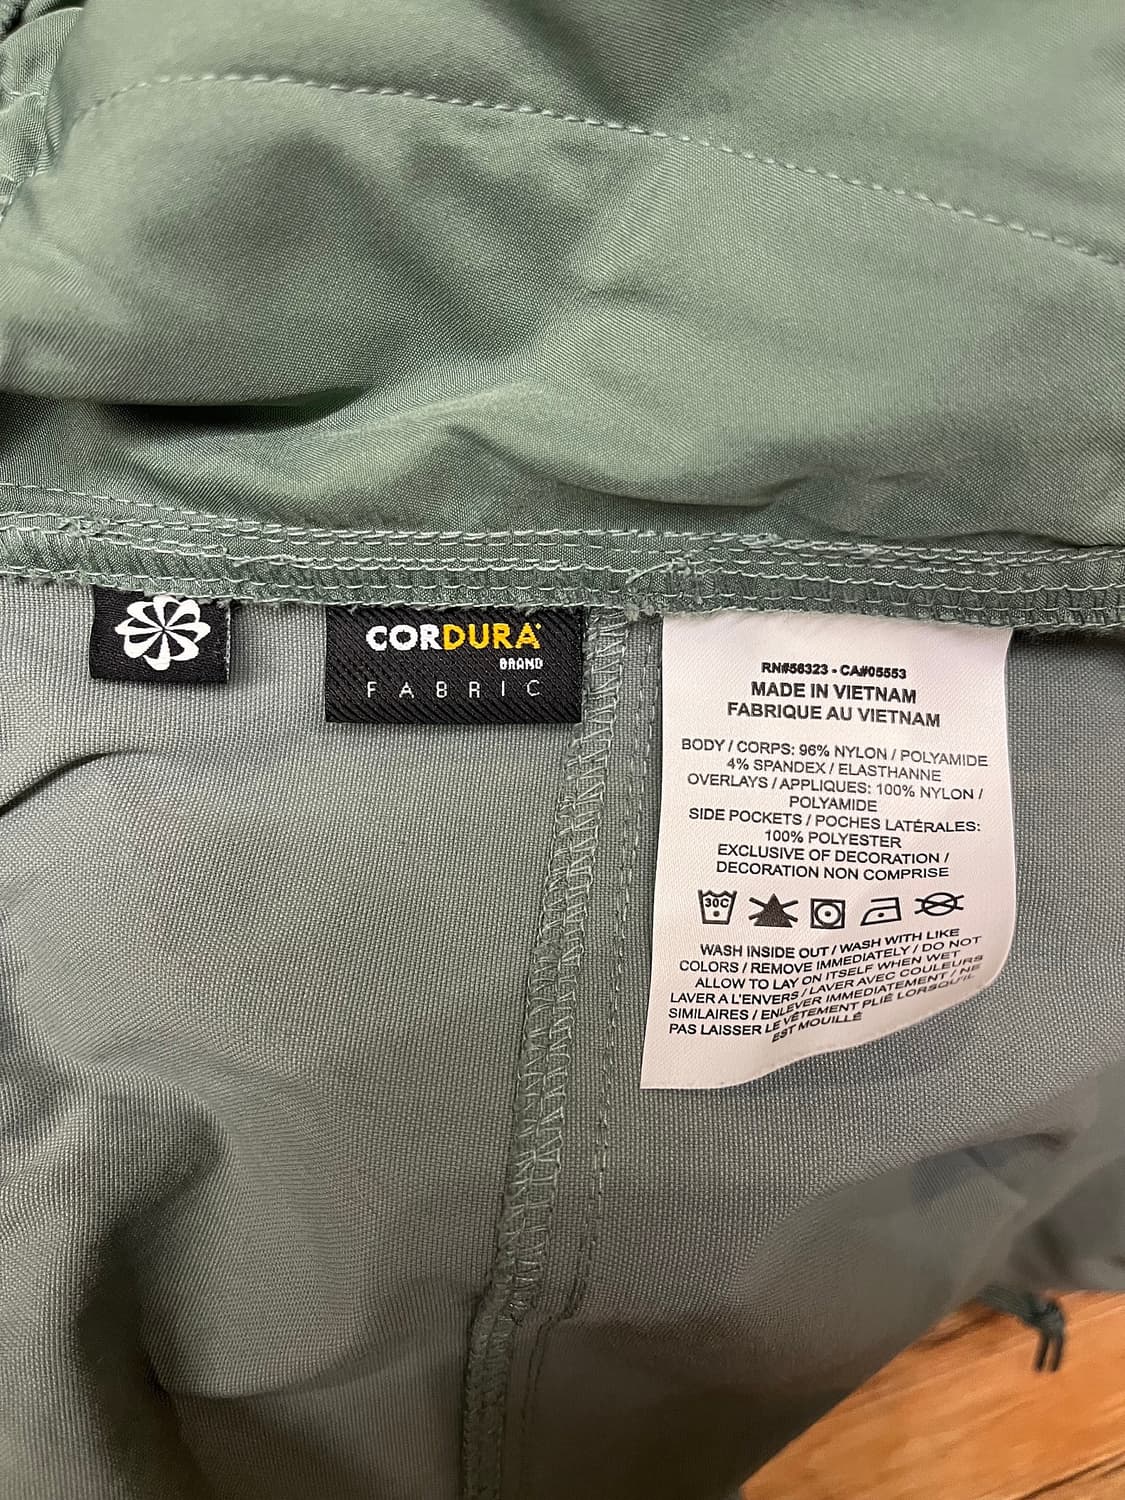 CORDURA
BRAND
FABRIC
RN#56323 - CA#05553
MADE IN VIETNAM
FABRIQUE AU VIETNAM
BODY / CORPS: 96% NYLON / POLYAMIDE
4% SPANDEX / ELASTHANNE
OVERLAYS / APPLIQUES: 100% NYLON /
POLYAMIDE
SIDE POCKETS / POCHES LATÉRALES:
100% POLYESTER
EXCLUSIVE OF DECORATION /
DECORATION NON COMPRISE
30C
WASH INSIDE OUT / WASH WITH LIKE
COLORS / REMOVE IMMEDIATELY / DO NOT
ALLOW TO LAY ON ITSELF WHEN WET
LAVER A L'ENVERS / LAVER AVEC COULEURS
SIMILAIRES / ENLEVER IMMEDIATEMENT / NE
PAS LAISSER LE VÊTEMENT PLIÉ LORSQU'IL
EST MOUILLÉ